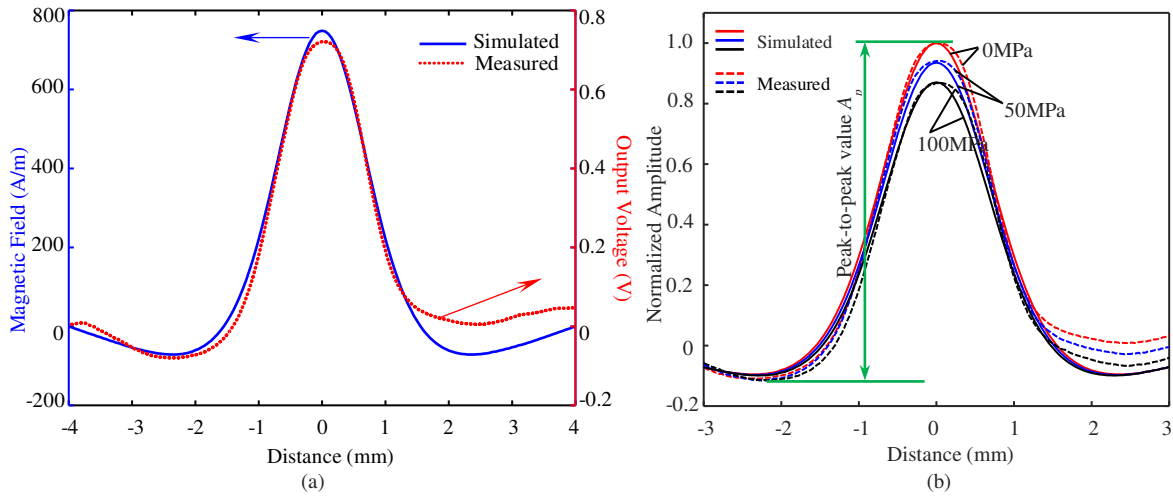 800
600
400
200
0
-200
-4
-3
-2
-1
0
1
2
3
4
0.8
0.6
0.4
0.2
0
-0.2
Magnetic Field (A/m)
Output Voltage (V)
Simulated
Measured
Distance (mm)
(a)
1.0
0.8
0.6
0.4
0.2
0
-0.2
-3
-2
-1
0
1
2
3
Normalized Amplitude
Peak-to-peak value A_n
Simulated
Measured
0MPa
50MPa
100MPa
Distance (mm)
(b)